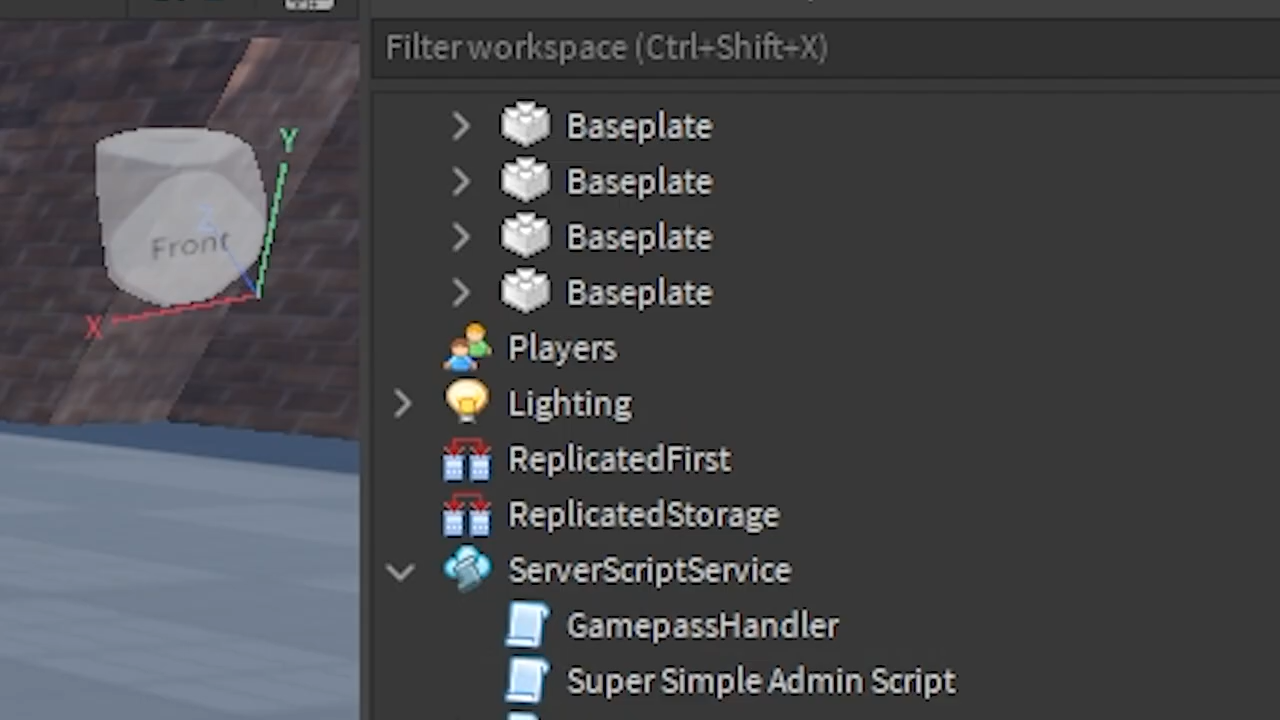 Filter workspace (Ctrl+Shift+X)
Baseplate
Baseplate
Baseplate
Baseplate
Players
Lighting
ReplicatedFirst
ReplicatedStorage
ServerScriptService
GamepassHandler
Super Simple Admin Script
Y
Z
Front
X